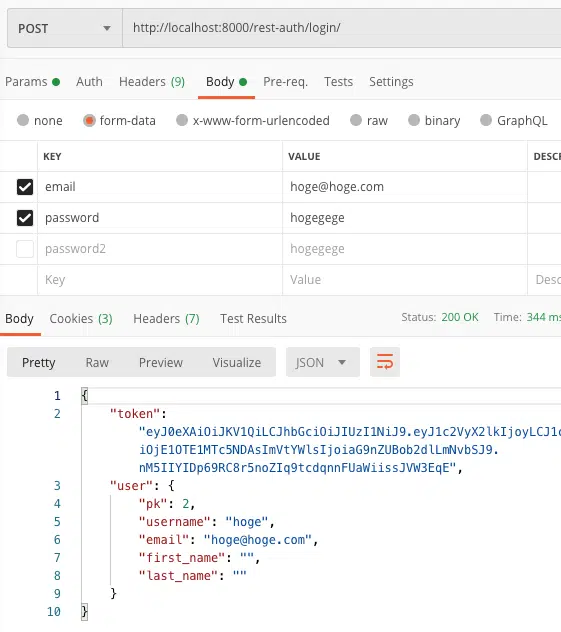 POST http://localhost:8000/rest-auth/login/
Params Auth Headers (9) Body Pre-req. Tests Settings
none form-data x-www-form-urlencoded raw binary GraphQL
KEY VALUE DESCR
email hoge@hoge.com
password hogegege
password2 hogegege
Key Value Desc
Body Cookies (3) Headers (7) Test Results Status: 200 OK Time: 344 ms
Pretty Raw Preview Visualize JSON
1 {
2 "token":
"eyJ0eXAiOiJKV1QiLCJhbGciOiJIUzI1NiJ9.eyJ1c2VyX2lkIjoyLCJ1c
iOjE1OTE1MTc5NDAsImVtYWlsIjoiaG9nZUBob2dlLmNvbSJ9.
nM5IIYIDp69RC8r5noZIq9tcdqnnFUaWiissJVW3EqE",
3 "user": {
4 "pk": 2,
5 "username": "hoge",
6 "email": "hoge@hoge.com",
7 "first_name": "",
8 "last_name": ""
9 }
10 }